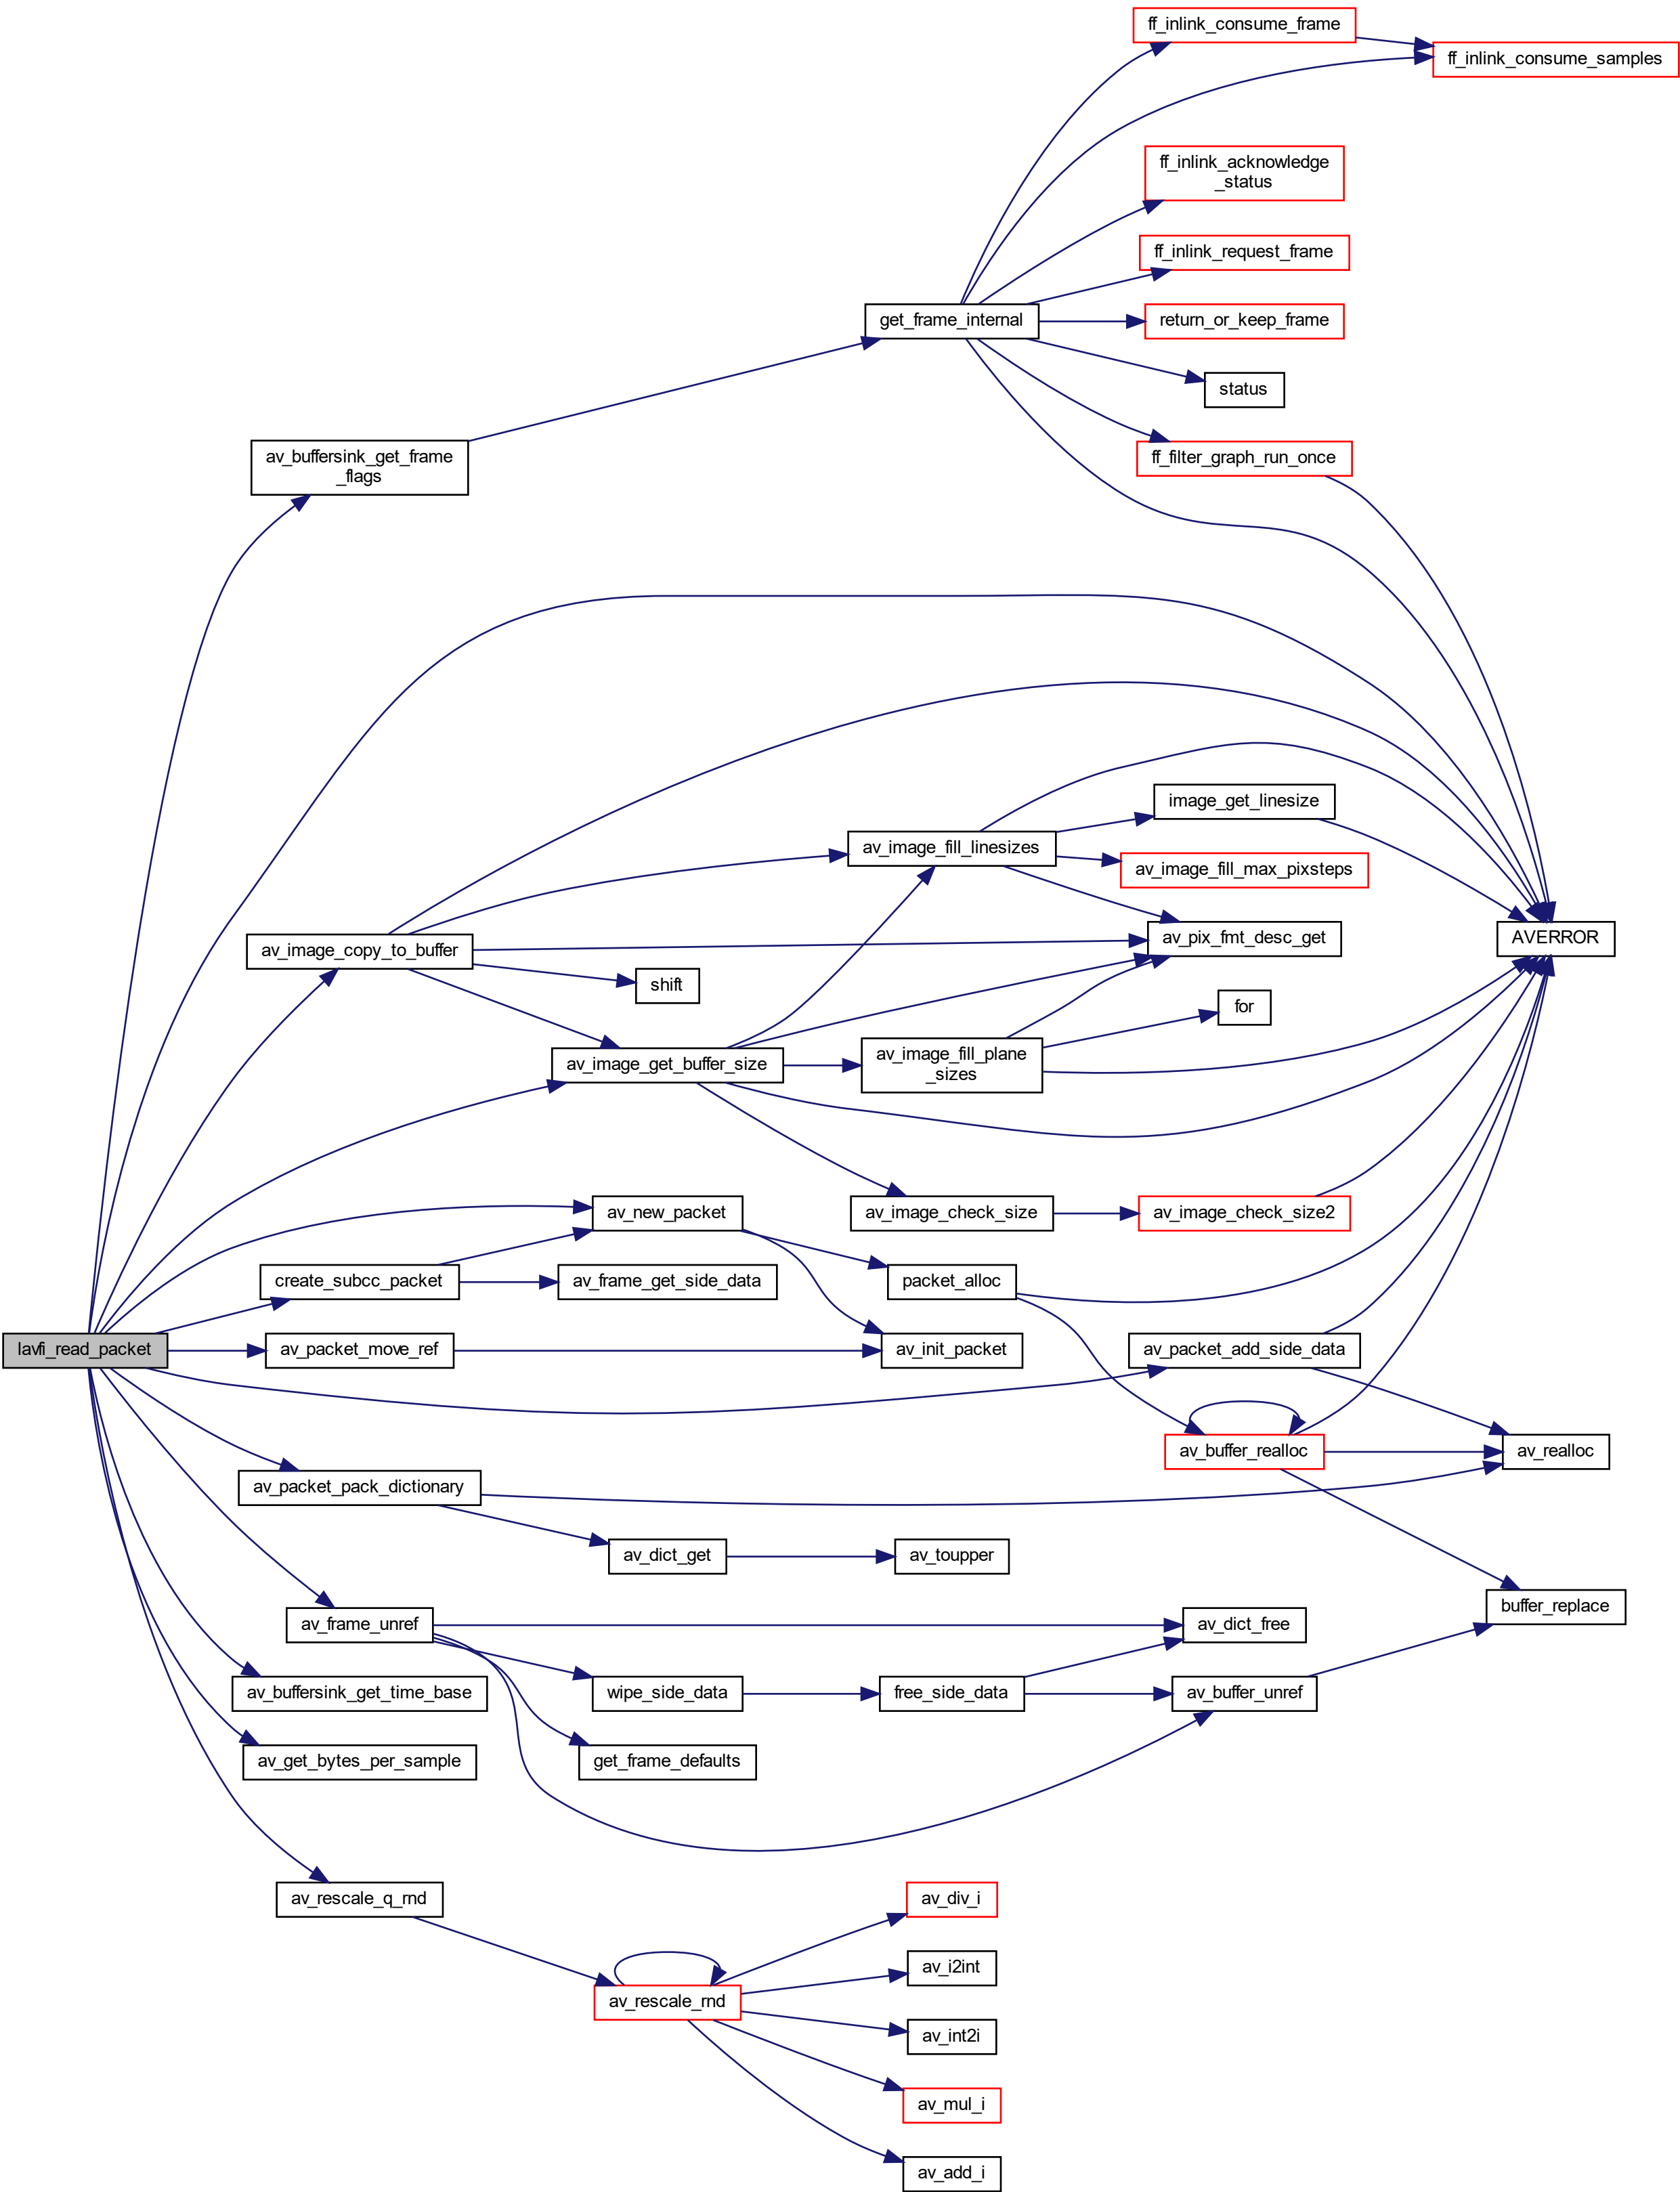 ff_inlink_consume_frame
ff_inlink_consume_samples
ff_inlink_acknowledge
_status
ff_inlink_request_frame
get_frame_internal
return_or_keep_frame
status
av_buffersink_get_frame
_flags
ff_filter_graph_run_once
image_get_linesize
av_image_fill_linesizes
av_image_fill_max_pixsteps
av_image_copy_to_buffer
av_pix_fmt_desc_get
AVERROR
shift
for
av_image_get_buffer_size
av_image_fill_plane
_sizes
av_new_packet
av_image_check_size
av_image_check_size2
create_subcc_packet
av_frame_get_side_data
packet_alloc
lavfi_read_packet
av_packet_move_ref
av_init_packet
av_packet_add_side_data
av_buffer_realloc
av_realloc
av_packet_pack_dictionary
av_dict_get
av_toupper
buffer_replace
av_frame_unref
av_dict_free
av_buffersink_get_time_base
wipe_side_data
free_side_data
av_buffer_unref
av_get_bytes_per_sample
get_frame_defaults
av_rescale_q_rnd
av_div_i
av_i2int
av_rescale_rnd
av_int2i
av_mul_i
av_add_i